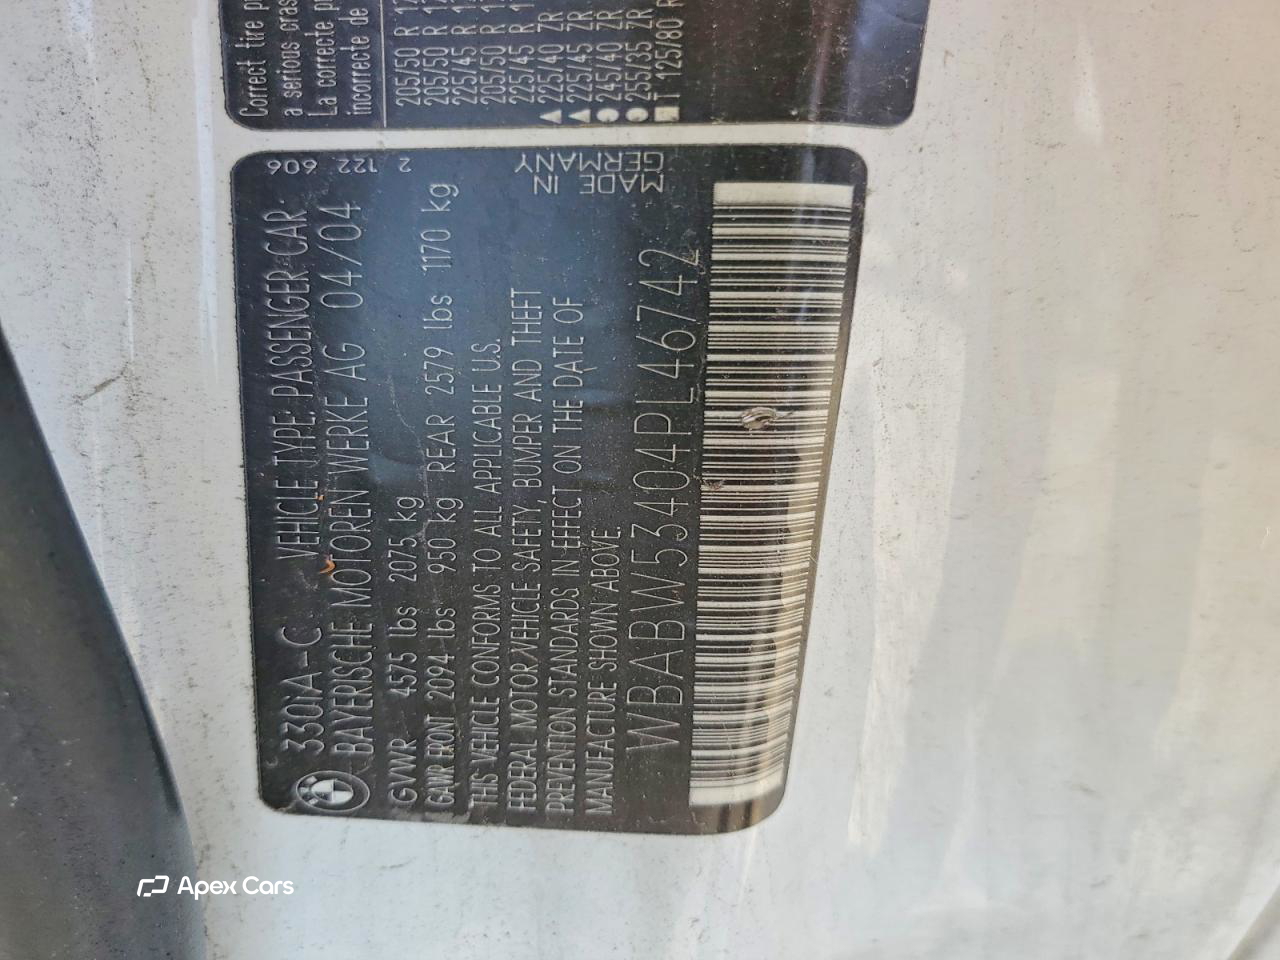 Correct tire
a serious
La correcte
incorrecte de
205/50 R
205/50 R
225/45 R
205/50 R
225/45 R
225/40 ZR
225/45 ZR
245/40 ZR
255/35 ZR
T 125/80 R
330iA-C VEHICLE TYPE: PASSENGER CAR
BAYERISCHE MOTOREN WERKE AG 04/04
GVWR 4575 lbs 2075 kg
GAWR FRONT 2094 lbs 950 kg REAR 2579 lbs 1170 kg
THIS VEHICLE CONFORMS TO ALL APPLICABLE U.S.
FEDERAL MOTOR VEHICLE SAFETY, BUMPER AND THEFT
PREVENTION STANDARDS IN EFFECT ON THE DATE OF
MANUFACTURE SHOWN ABOVE.
WBABW53404PL46742
606
122
2
MADE IN
GERMANY
Apex Cars